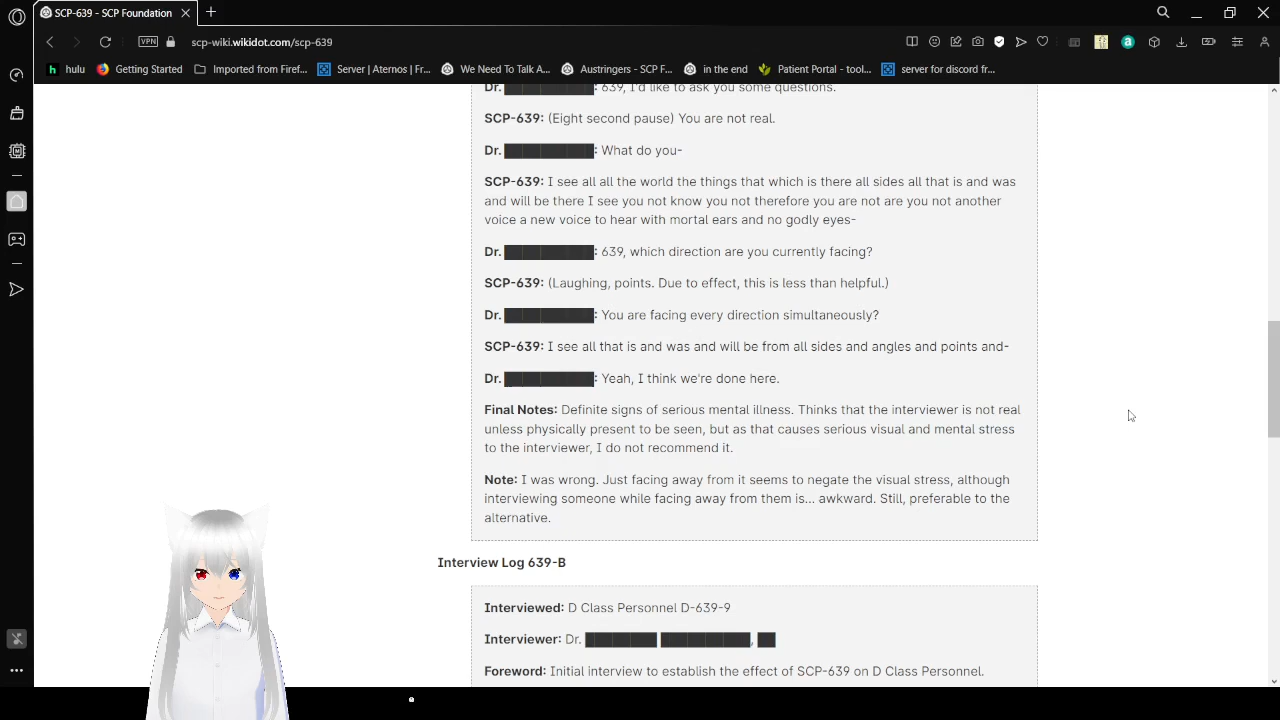 SCP-639 - SCP Foundation
VPN
scp-wiki.wikidot.com/scp-639
hulu
Getting Started
Imported from Firef...
Server | Aternos | Fr...
We Need To Talk A...
Austringers - SCP F...
in the end
Patient Portal - tool...
server for discord fr...
Dr. : 639, I'd like to ask you some questions.
SCP-639: (Eight second pause) You are not real.
Dr. : What do you-
SCP-639: I see all all the world the things that which is there all sides all that is and was
and will be there I see you not know you not therefore you are not are you not another
voice a new voice to hear with mortal ears and no godly eyes-
Dr. : 639, which direction are you currently facing?
SCP-639: (Laughing, points. Due to effect, this is less than helpful.)
Dr. : You are facing every direction simultaneously?
SCP-639: I see all that is and was and will be from all sides and angles and points and-
Dr. : Yeah, I think we're done here.
Final Notes: Definite signs of serious mental illness. Thinks that the interviewer is not real
unless physically present to be seen, but as that causes serious visual and mental stress
to the interviewer, I do not recommend it.
Note: I was wrong. Just facing away from it seems to negate the visual stress, although
interviewing someone while facing away from them is... awkward. Still, preferable to the
alternative.
Interview Log 639-B
Interviewed: D Class Personnel D-639-9
Interviewer: Dr. ,
Foreword: Initial interview to establish the effect of SCP-639 on D Class Personnel.